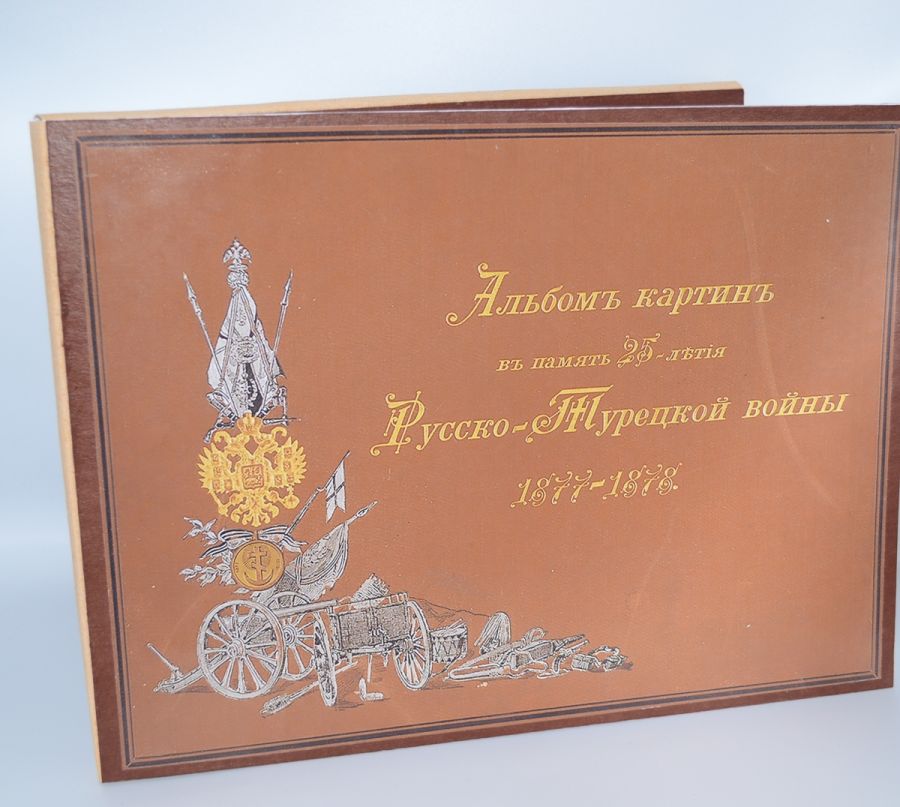 Альбомъ картинъ
въ память 25-лѣтія
Русско-Турецкой войны
1877-1878.